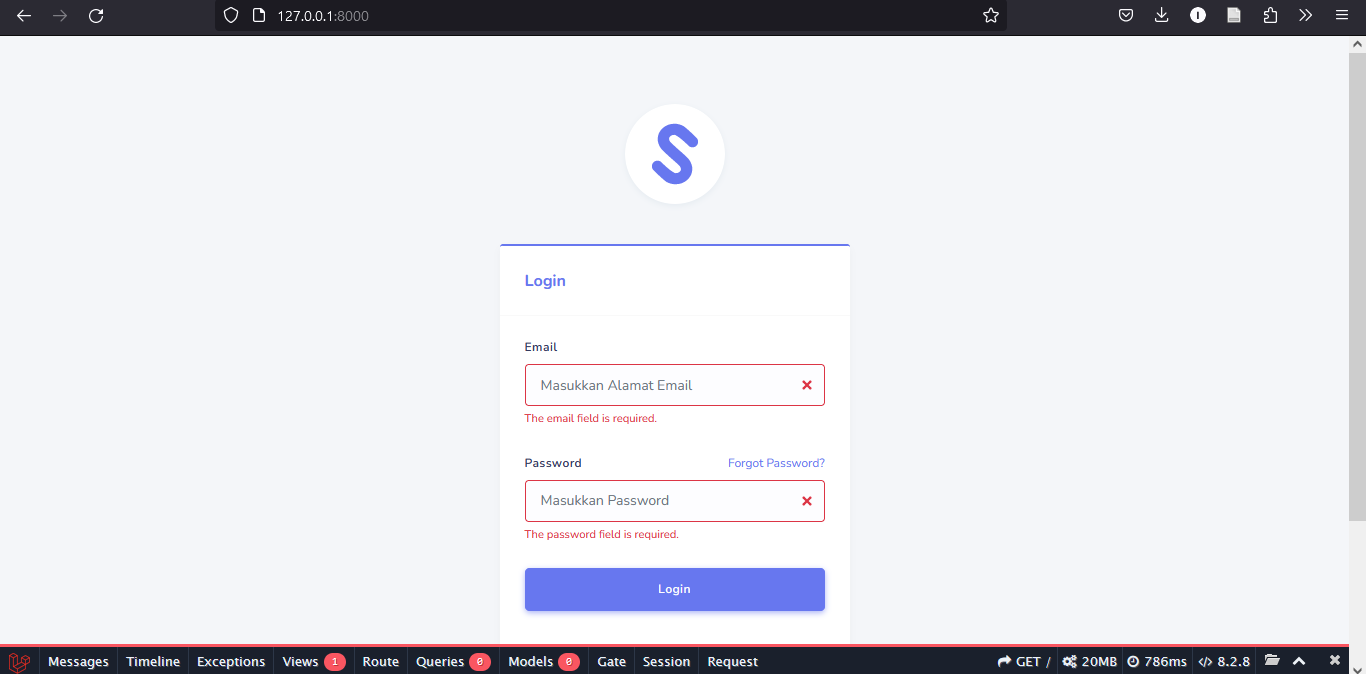 127.0.0.1:8000
S
Login
Email
Masukkan Alamat Email
The email field is required.
Password Forgot Password?
Masukkan Password
The password field is required.
Login
Messages Timeline Exceptions Views 1 Route Queries 0 Models 0 Gate Session Request GET / 20MB 786ms 8.2.8